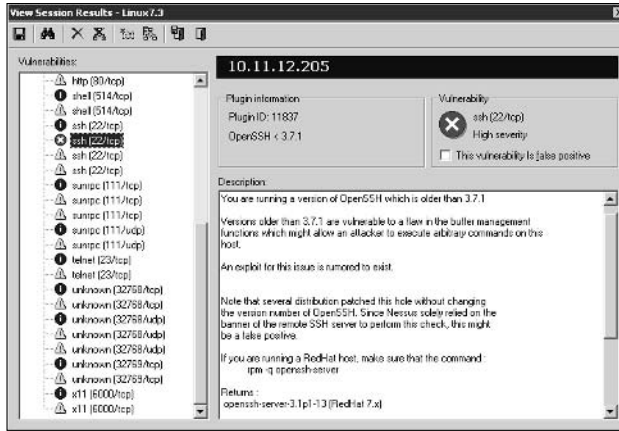 View Session Results - Linux7.3
Vulnerabilities:
http (80/tcp)
shell (514/tcp)
shell (514/tcp)
ssh (22/tcp)
ssh (22/tcp)
ssh (22/tcp)
ssh (22/tcp)
sunrpc (111/tcp)
sunrpc (111/tcp)
sunrpc (111/tcp)
sunrpc (111/udp)
sunrpc (111/udp)
telnet (23/tcp)
telnet (23/tcp)
unknown (32768/tcp)
unknown (32768/tcp)
unknown (32768/udp)
unknown (32768/udp)
unknown (32769/tcp)
unknown (32769/tcp)
x11 (6000/tcp)
x11 (6000/tcp)
10.11.12.205
Plugin information
Plugin ID: 11837
OpenSSH < 3.7.1
Vulnerability
ssh (22/tcp)
High severity
This vulnerability Is false positive
Description:
You are running a version of OpenSSH which is older than 3.7.1
Versions older than 3.7.1 are vulnerable to a flaw in the buffer management
functions which might allow an attacker to execute arbitrary commands on this
host.
An exploit for this issue is rumored to exist.
Note that several distribution patched this hole without changing
the version number of OpenSSH. Since Nessus solely relied on the
banner of the remote SSH server to perform this check, this might
be a false positive.
If you are running a RedHat host, make sure that the command :
rpm -q openssh-server
Returns :
openssh-server-3.1p1-13 (RedHat 7.x)